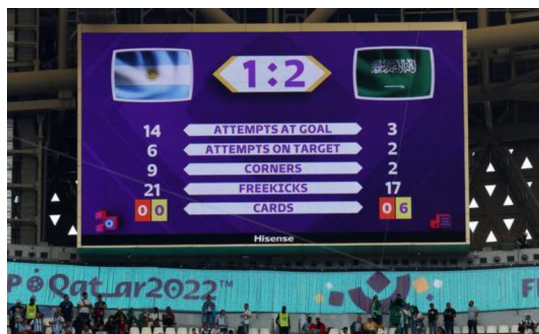 1:2
14 ATTEMPTS AT GOAL 3
6 ATTEMPTS ON TARGET 2
9 CORNERS 2
21 FREEKICKS 17
0 0 CARDS 0 6
Hisense
P Qatar2022™ F